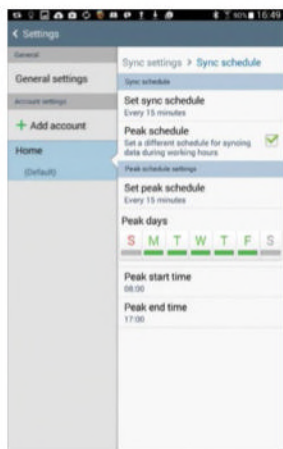 50% 16:49
Settings
General
General settings
Account settings
+ Add account
Home
(Default)
Sync settings > Sync schedule
Sync schedule
Set sync schedule
Every 15 minutes
Peak schedule
Set a different schedule for syncing
data during working hours
Peak schedule settings
Set peak schedule
Every 15 minutes
Peak days
S M T W T F S
Peak start time
08:00
Peak end time
17:00